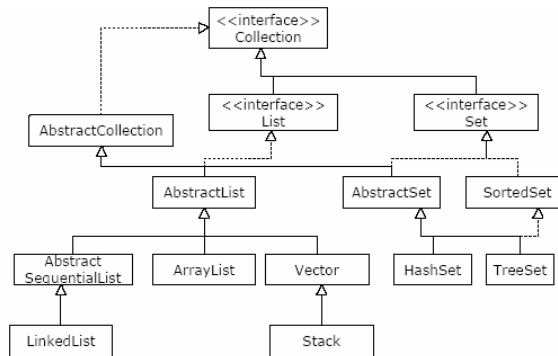 <<interface>>
Collection
<<interface>>
List
<<interface>>
Set
AbstractCollection
AbstractList
AbstractSet
SortedSet
Abstract
SequentialList
ArrayList
Vector
HashSet
TreeSet
LinkedList
Stack